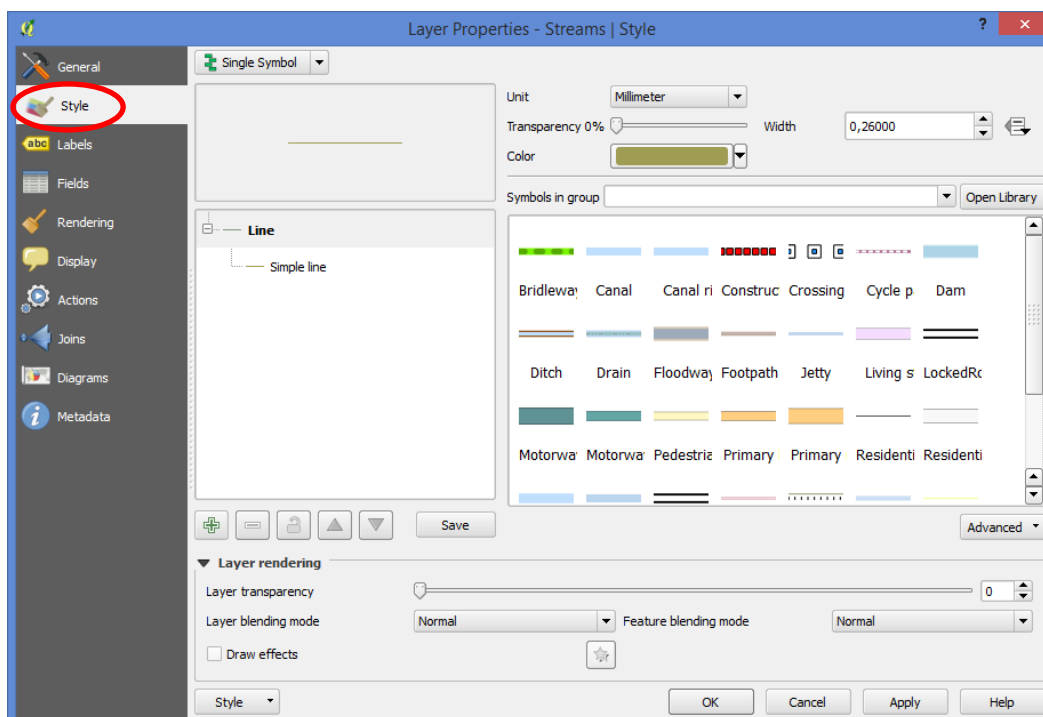 Layer Properties - Streams | Style
?
×
General
Style
abc Labels
Fields
Rendering
Display
Actions
Joins
Diagrams
Metadata
Single Symbol
Unit Millimeter
Transparency 0% Width 0,26000
Color
Symbols in group Open Library
Line
Simple line
Bridleway Canal Canal ri Construc Crossing Cycle p Dam
Ditch Drain Floodway Footpath Jetty Living s LockedRo
Motorwa Motorwa Pedestria Primary Primary Residenti Residenti
Save
Advanced
Layer rendering
Layer transparency 0
Layer blending mode Normal Feature blending mode Normal
Draw effects
Style OK Cancel Apply Help